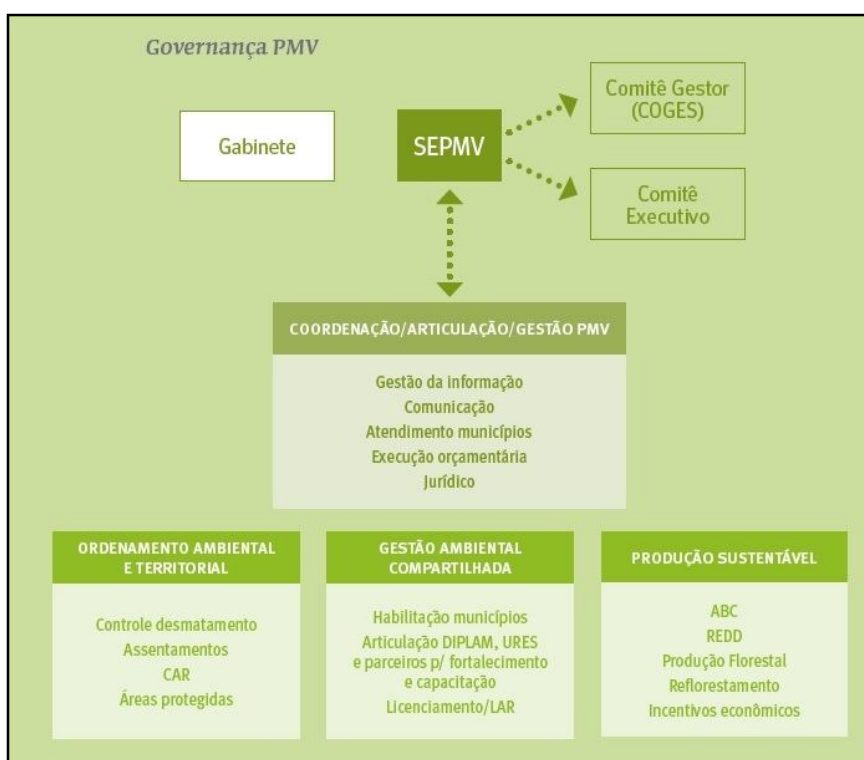 Governança PMV
Gabinete
SEPMV
Comitê Gestor
(COGES)
Comitê
Executivo
COORDENAÇÃO/ARTICULAÇÃO/GESTÃO PMV
Gestão da informação
Comunicação
Atendimento municípios
Execução orçamentária
Jurídico
ORDENAMENTO AMBIENTAL
E TERRITORIAL
Controle desmatamento
Assentamentos
CAR
Áreas protegidas
GESTÃO AMBIENTAL
COMPARTILHADA
Habilitação municípios
Articulação DIPLAM, URES
e parceiros p/ fortalecimento
e capacitação
Licenciamento/LAR
PRODUÇÃO SUSTENTÁVEL
ABC
REDD
Produção Florestal
Reflorestamento
Incentivos econômicos